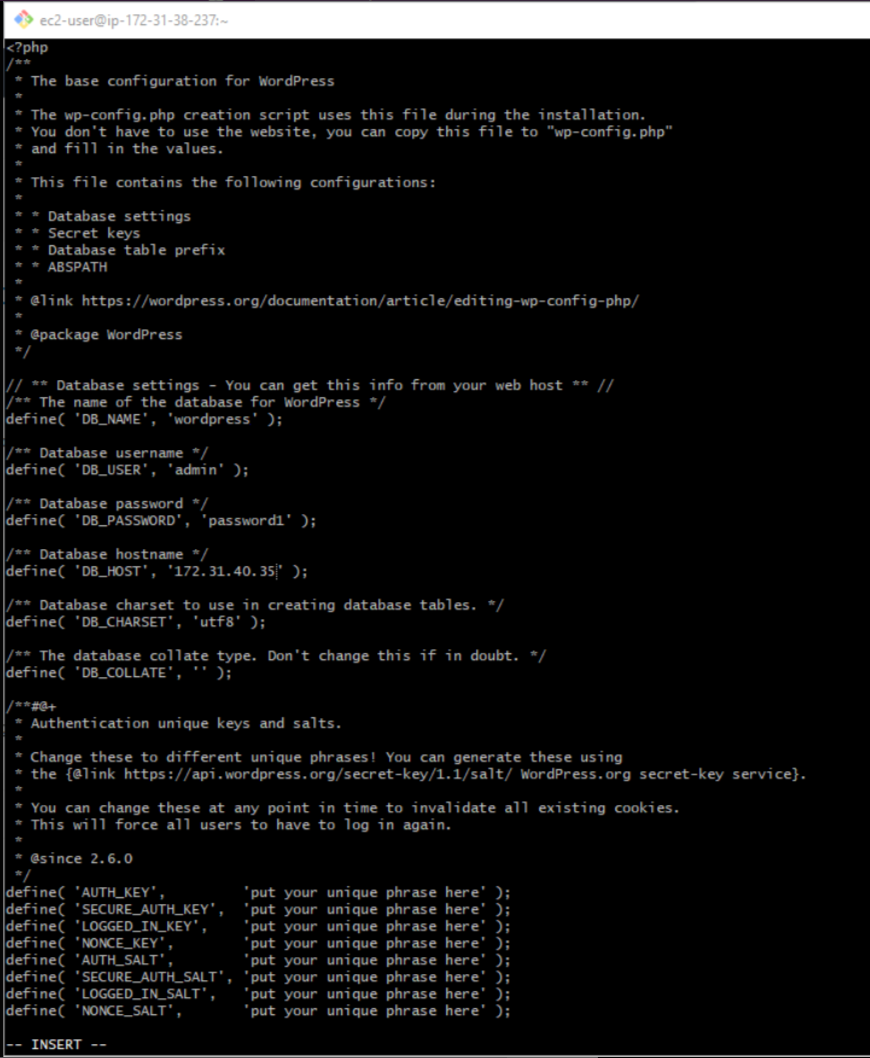 ec2-user@ip-172-31-38-237:~
<?php
/**
 * The base configuration for WordPress
 *
 * The wp-config.php creation script uses this file during the installation.
 * You don't have to use the website, you can copy this file to "wp-config.php"
 * and fill in the values.
 *
 * This file contains the following configurations:
 *
 * * Database settings
 * * Secret keys
 * * Database table prefix
 * * ABSPATH
 *
 * @link https://wordpress.org/documentation/article/editing-wp-config-php/
 *
 * @package WordPress
 */

// ** Database settings - You can get this info from your web host ** //
/** The name of the database for WordPress */
define( 'DB_NAME', 'wordpress' );

/** Database username */
define( 'DB_USER', 'admin' );

/** Database password */
define( 'DB_PASSWORD', 'password1' );

/** Database hostname */
define( 'DB_HOST', '172.31.40.35' );

/** Database charset to use in creating database tables. */
define( 'DB_CHARSET', 'utf8' );

/** The database collate type. Don't change this if in doubt. */
define( 'DB_COLLATE', '' );

/**#@+
 * Authentication unique keys and salts.
 *
 * Change these to different unique phrases! You can generate these using
 * the {@link https://api.wordpress.org/secret-key/1.1/salt/ WordPress.org secret-key service}.
 *
 * You can change these at any point in time to invalidate all existing cookies.
 * This will force all users to have to log in again.
 *
 * @since 2.6.0
 */
define( 'AUTH_KEY',         'put your unique phrase here' );
define( 'SECURE_AUTH_KEY',  'put your unique phrase here' );
define( 'LOGGED_IN_KEY',    'put your unique phrase here' );
define( 'NONCE_KEY',        'put your unique phrase here' );
define( 'AUTH_SALT',        'put your unique phrase here' );
define( 'SECURE_AUTH_SALT', 'put your unique phrase here' );
define( 'LOGGED_IN_SALT',   'put your unique phrase here' );
define( 'NONCE_SALT',       'put your unique phrase here' );

-- INSERT --